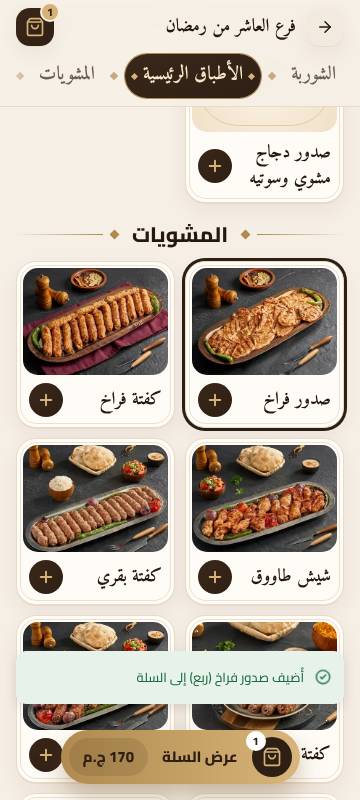 فرع العاشر من رمضان
1
الشوربة
الأطباق الرئيسية
المشويات
صدور دجاج
مشوي وسوتيه
المشويات
صدور فراخ
كفتة فراخ
شيش طاووق
كفتة بقري
أُضيف صدور فراخ (ربع) إلى السلة
كفتة
1
عرض السلة
170 ج.م